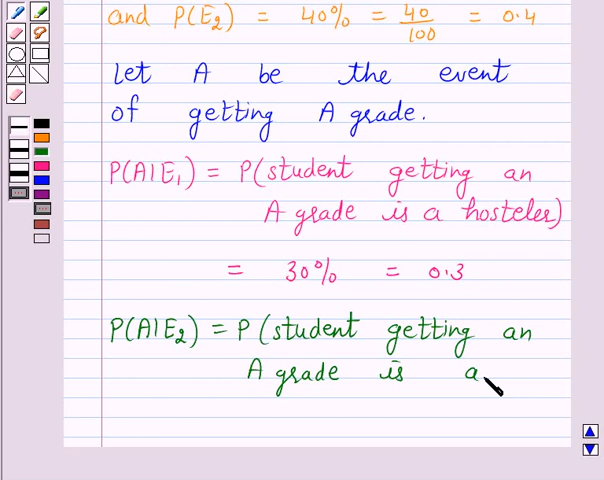 and P(E₂) = 40% = 40/100 = 0.4
Let A be the event
of getting A grade.
P(A|E₁) = P(student getting an
A grade is a hosteler)
= 30% = 0.3
P(A|E₂) = P(student getting an
A grade is a